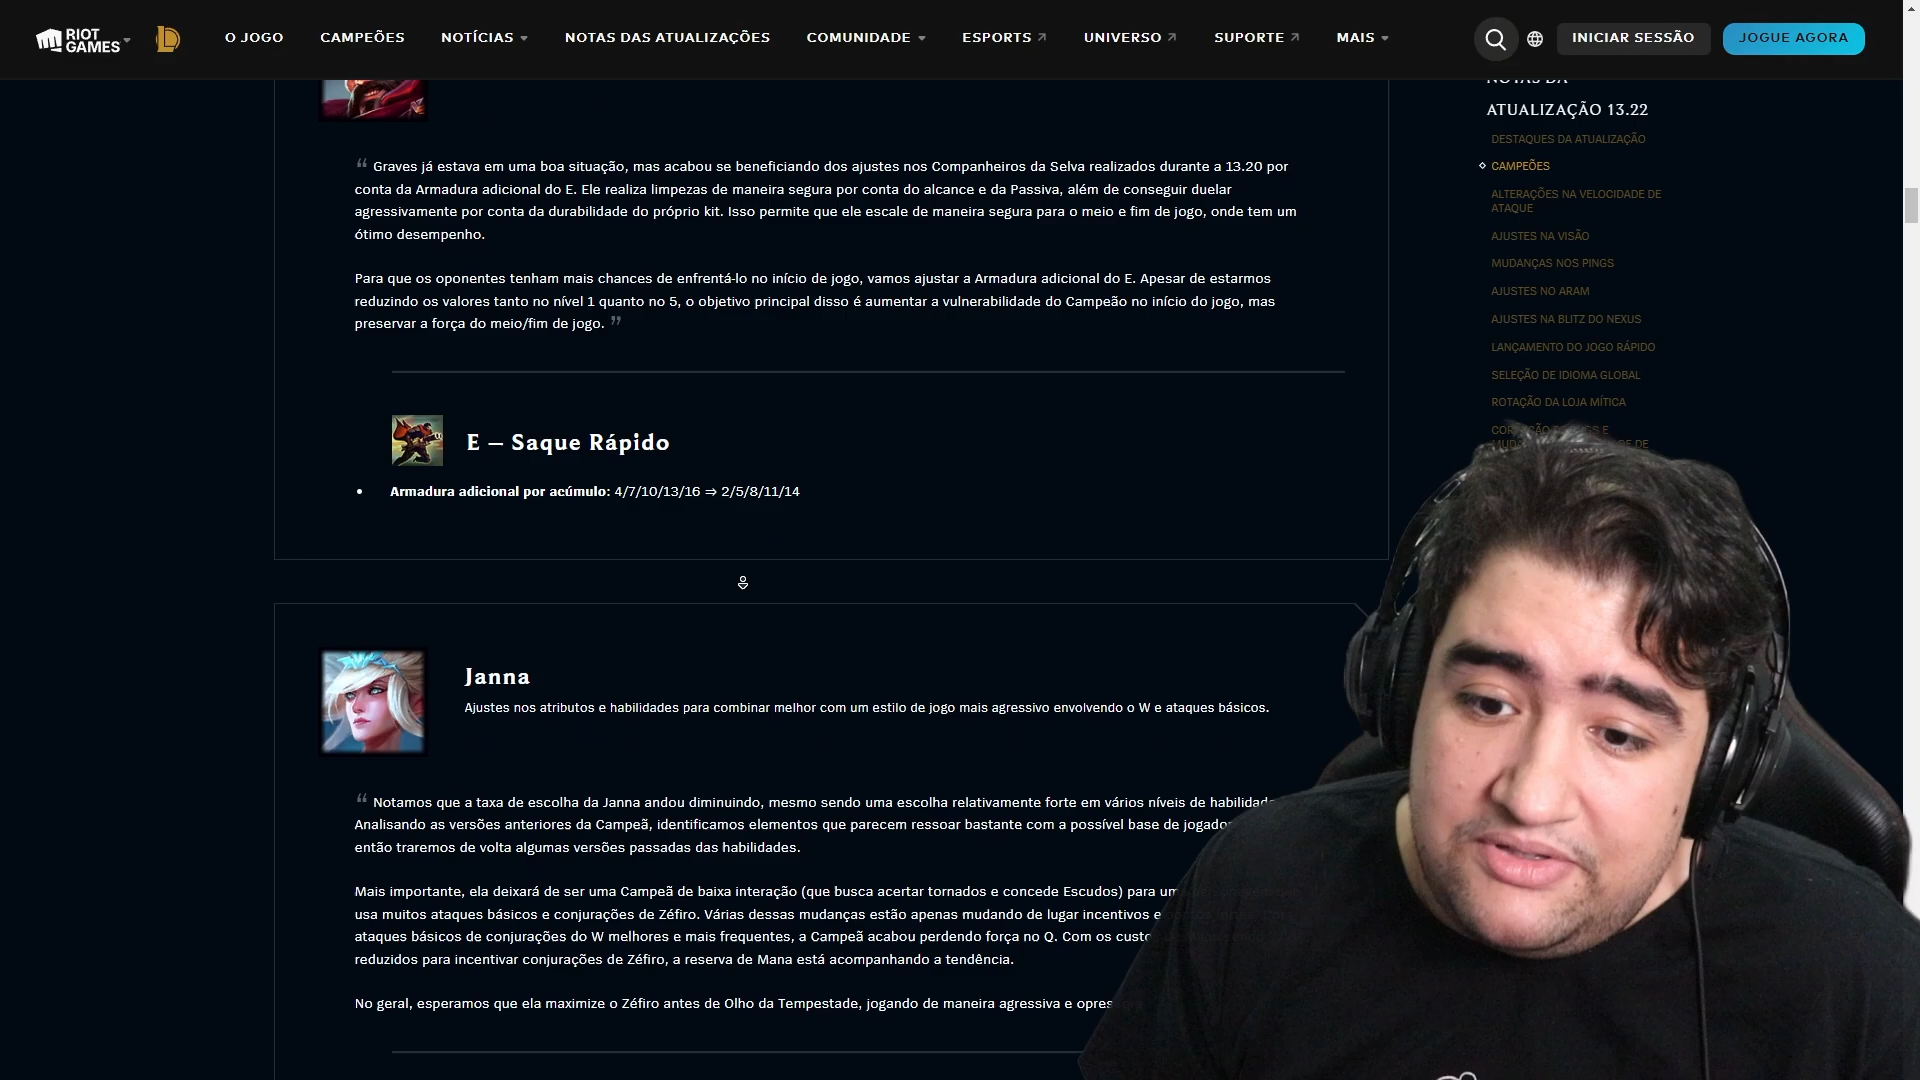 RIOT GAMES
O JOGO
CAMPEÕES
NOTÍCIAS
NOTAS DAS ATUALIZAÇÕES
COMUNIDADE
ESPORTS
UNIVERSO
SUPORTE
MAIS
INICIAR SESSÃO
JOGUE AGORA
“ Graves já estava em uma boa situação, mas acabou se beneficiando dos ajustes nos Companheiros da Selva realizados durante a 13.20 por
conta da Armadura adicional do E. Ele realiza limpezas de maneira segura por conta do alcance e da Passiva, além de conseguir duelar
agressivamente por conta da durabilidade do próprio kit. Isso permite que ele escale de maneira segura para o meio e fim de jogo, onde tem um
ótimo desempenho.
Para que os oponentes tenham mais chances de enfrentá-lo no início de jogo, vamos ajustar a Armadura adicional do E. Apesar de estarmos
reduzindo os valores tanto no nível 1 quanto no 5, o objetivo principal disso é aumentar a vulnerabilidade do Campeão no início do jogo, mas
preservar a força do meio/fim de jogo. ”
E — Saque Rápido
• Armadura adicional por acúmulo: 4/7/10/13/16 ⇒ 2/5/8/11/14
Janna
Ajustes nos atributos e habilidades para combinar melhor com um estilo de jogo mais agressivo envolvendo o W e ataques básicos.
“ Notamos que a taxa de escolha da Janna andou diminuindo, mesmo sendo uma escolha relativamente forte em vários níveis de
Analisando as versões anteriores da Campeã, identificamos elementos que parecem ressoar bastante com a possível base de
então traremos de volta algumas versões passadas das habilidades.
Mais importante, ela deixará de ser uma Campeã de baixa interação (que busca acertar tornados e concede Escudos) para
usa muitos ataques básicos e conjurações de Zéfiro. Várias dessas mudanças estão apenas mudando de lugar incentivos e
ataques básicos de conjurações do W melhores e mais frequentes, a Campeã acabou perdendo força no Q. Com os
reduzidos para incentivar conjurações de Zéfiro, a reserva de Mana está acompanhando a tendência.
No geral, esperamos que ela maximize o Zéfiro antes de Olho da Tempestade, jogando de maneira agressiva e
NOTAS DA
ATUALIZAÇÃO 13.22
DESTAQUES DA ATUALIZAÇÃO
CAMPEÕES
ALTERAÇÕES NA VELOCIDADE DE
ATAQUE
AJUSTES NA VISÃO
MUDANÇAS NOS PINGS
AJUSTES NO ARAM
AJUSTES NA BLITZ DO NEXUS
LANÇAMENTO DO JOGO RÁPIDO
SELEÇÃO DE IDIOMA GLOBAL
ROTAÇÃO DA LOJA MÍTICA